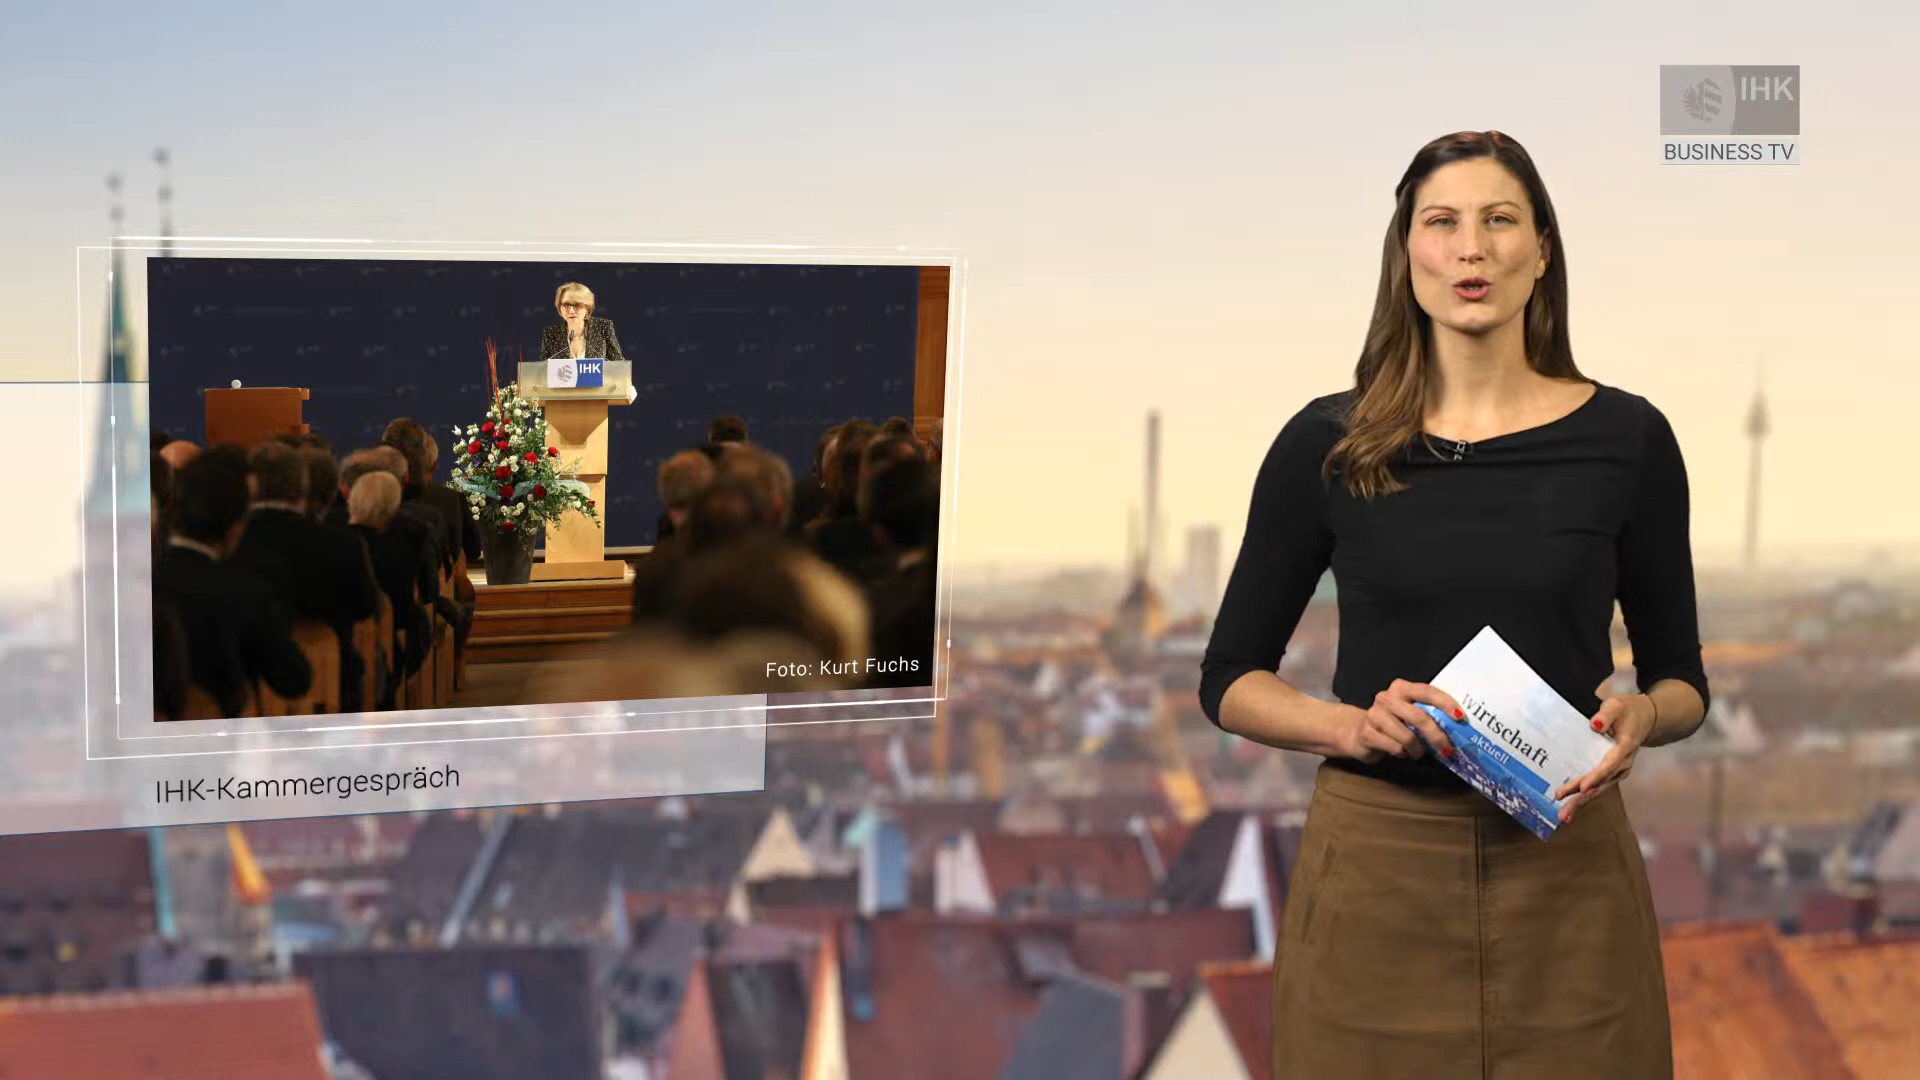 IHK
BUSINESS TV
IHK
Foto: Kurt Fuchs
IHK-Kammergespräch
Wirtschaft
aktuell